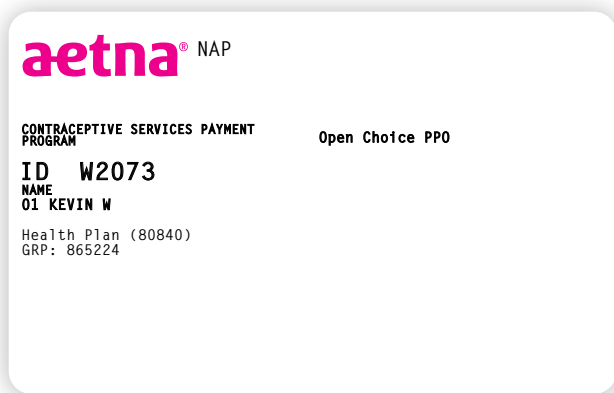 aetna® NAP
CONTRACEPTIVE SERVICES PAYMENT
PROGRAM
Open Choice PPO
ID W2073
NAME
01 KEVIN W
Health Plan (80840)
GRP: 865224